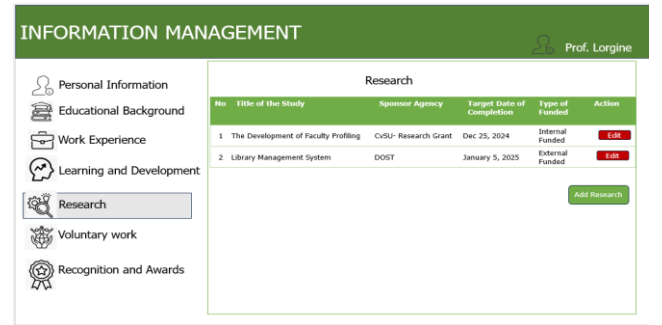 INFORMATION MANAGEMENT
Prof. Lorgine
Personal Information
Educational Background
Work Experience
Learning and Development
Research
Voluntary work
Recognition and Awards
Research
No Title of the Study Sponsor Agency Target Date of Completion Type of Funded Action
1 The Development of Faculty Profiling CvSU- Research Grant Dec 25, 2024 Internal Funded Edit
2 Library Management System DOST January 5, 2025 External Funded Edit
Add Research